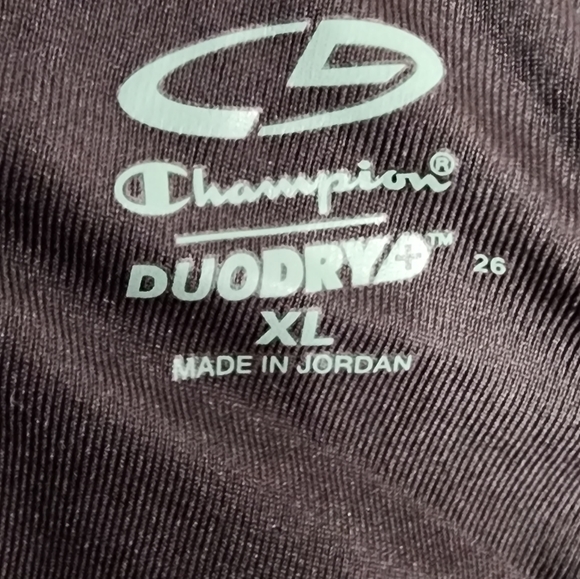 Champion®
DUODRY+™ 26
XL
MADE IN JORDAN